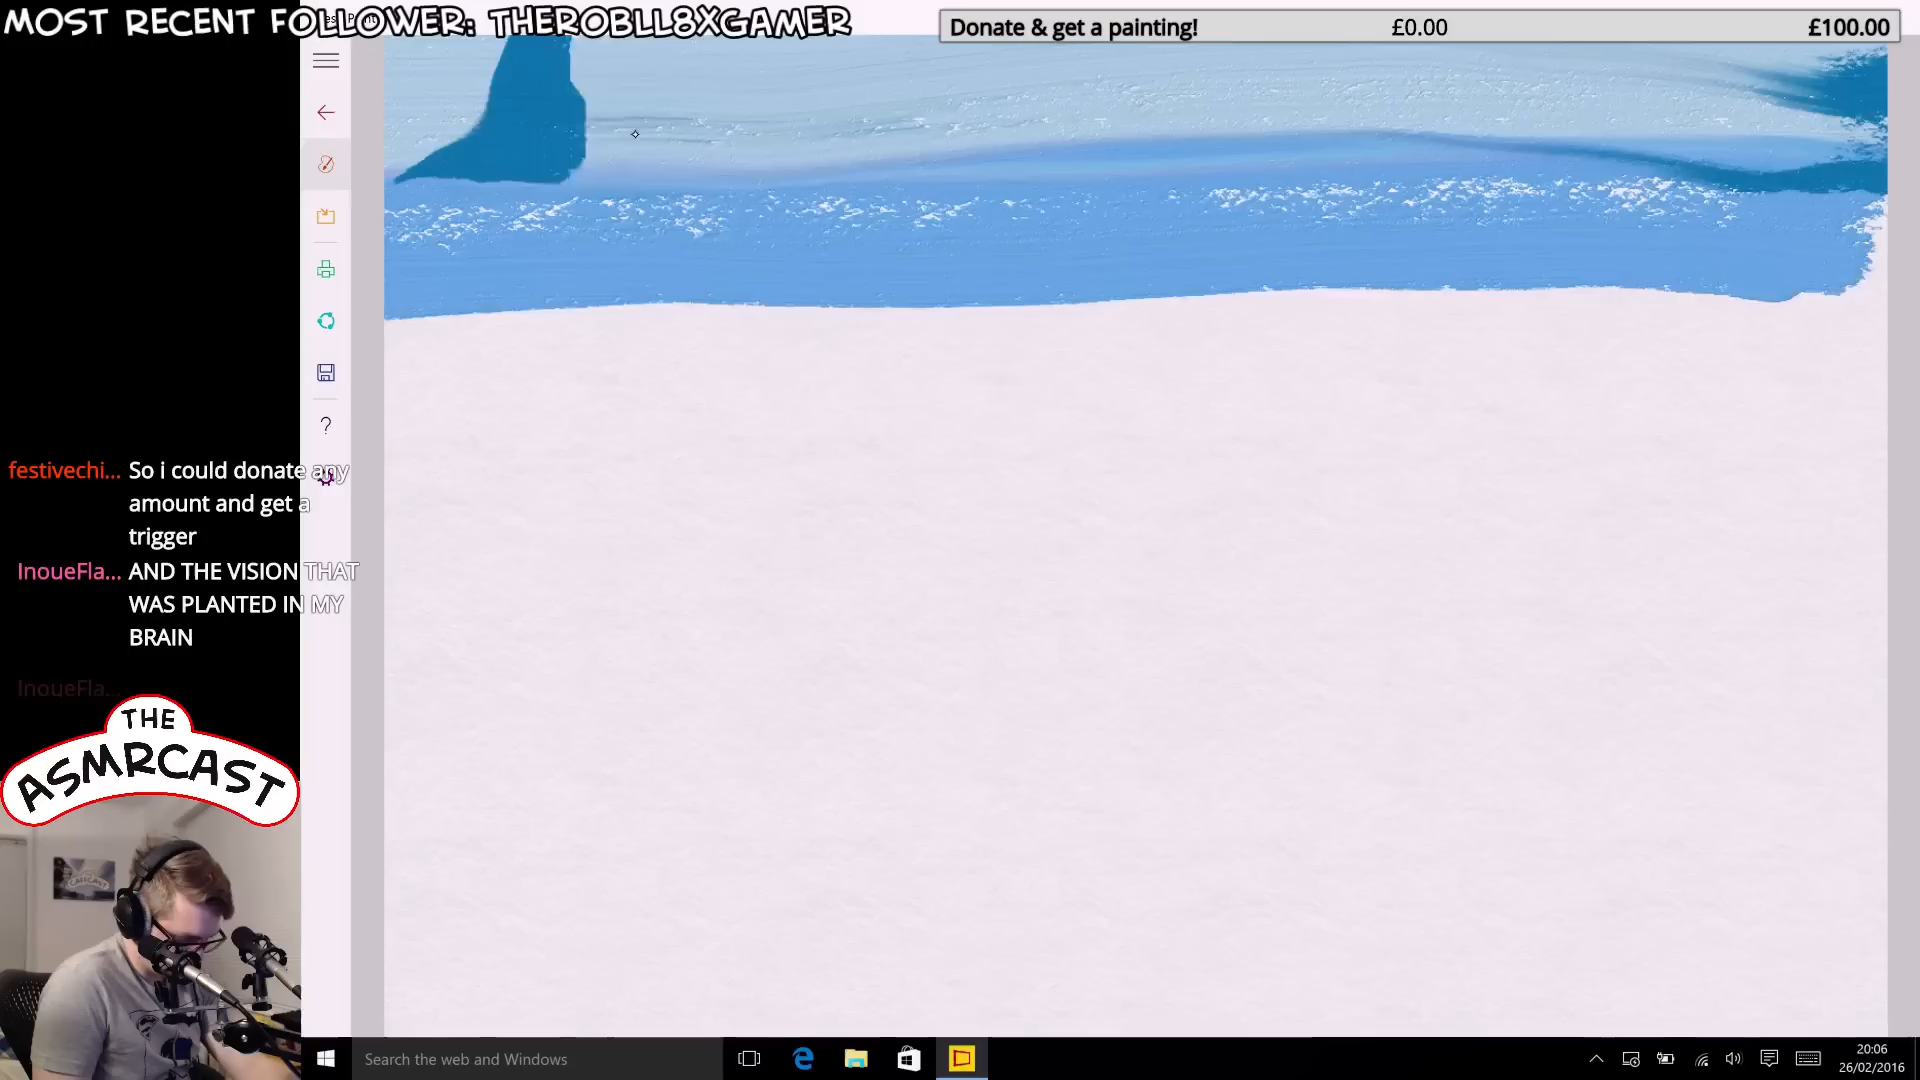 MOST RECENT FOLLOWER: THEROBLL8XGAMER
Donate & get a painting! £0.00 £100.00
festivechi... So i could donate any
amount and get a
trigger
InoueFla... AND THE VISION THAT
WAS PLANTED IN MY
BRAIN
InoueFla...
THE
ASMRCAST
Search the web and Windows
20:06
26/02/2016